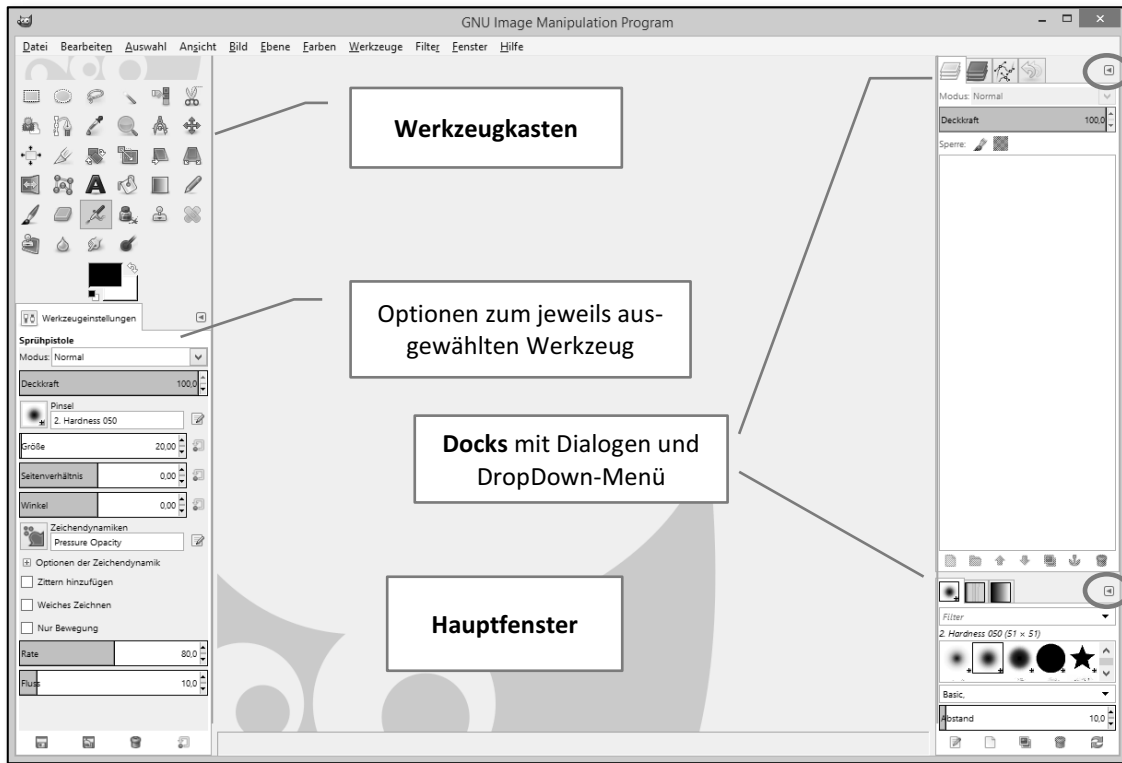 GNU Image Manipulation Program
Datei Bearbeiten Auswahl Ansicht Bild Ebene Farben Werkzeuge Filter Fenster Hilfe
Werkzeugkasten
Optionen zum jeweils aus-
gewählten Werkzeug
Docks mit Dialogen und
DropDown-Menü
Hauptfenster
Werkzeugeinstellungen
Sprühpistole
Modus: Normal
Deckkraft 100,0
Pinsel
2. Hardness 050
Größe 20,00
Seitenverhältnis 0,00
Winkel 0,00
Zeichendynamiken
Pressure Opacity
Optionen der Zeichendynamik
Zittern hinzufügen
Weiches Zeichnen
Nur Bewegung
Rate 80,0
Fluss 10,0
Modus: Normal
Deckkraft 100,0
Sperre:
Filter
2. Hardness 050 (51 × 51)
Basic,
Abstand 10,0